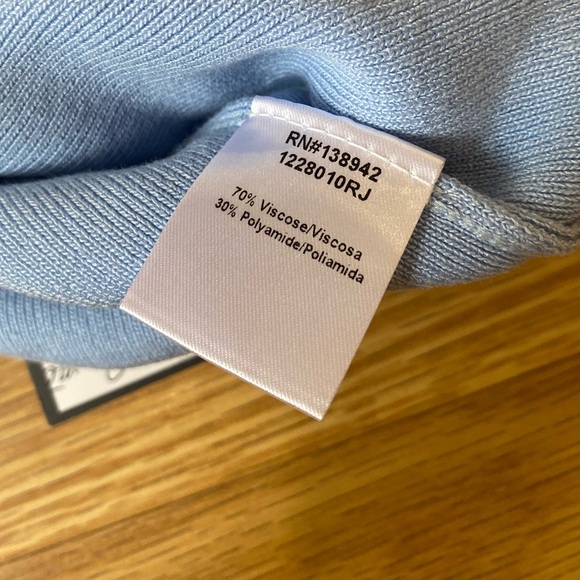 RN#138942
1228010RJ
70% Viscose/Viscosa
30% Polyamide/Poliamida